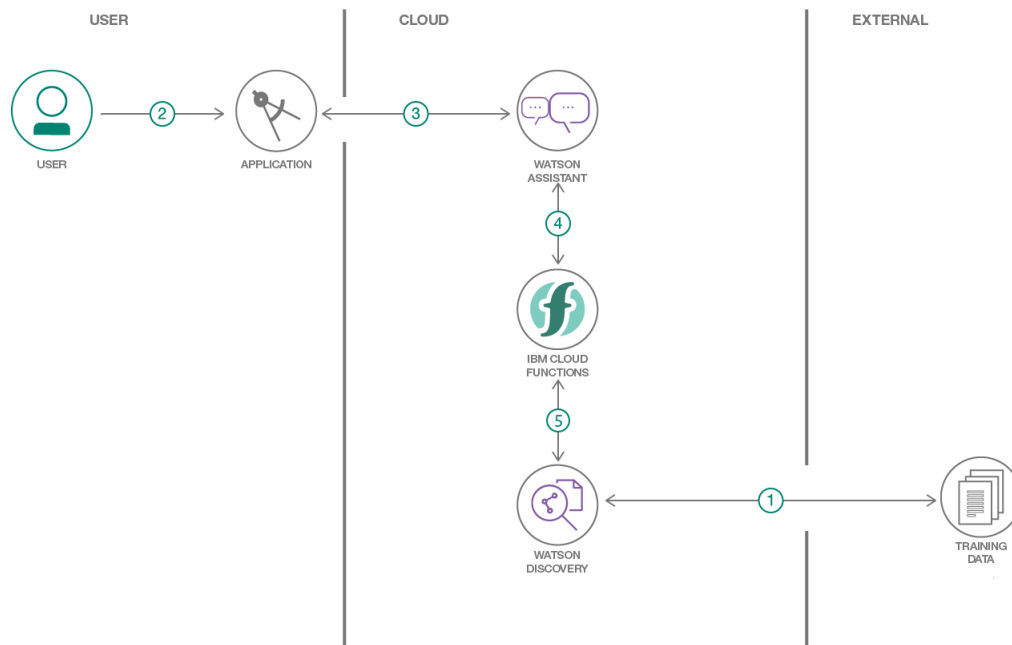 USER
CLOUD
EXTERNAL
2
3
USER
APPLICATION
WATSON
ASSISTANT
4
IBM CLOUD
FUNCTIONS
5
1
WATSON
DISCOVERY
TRAINING
DATA